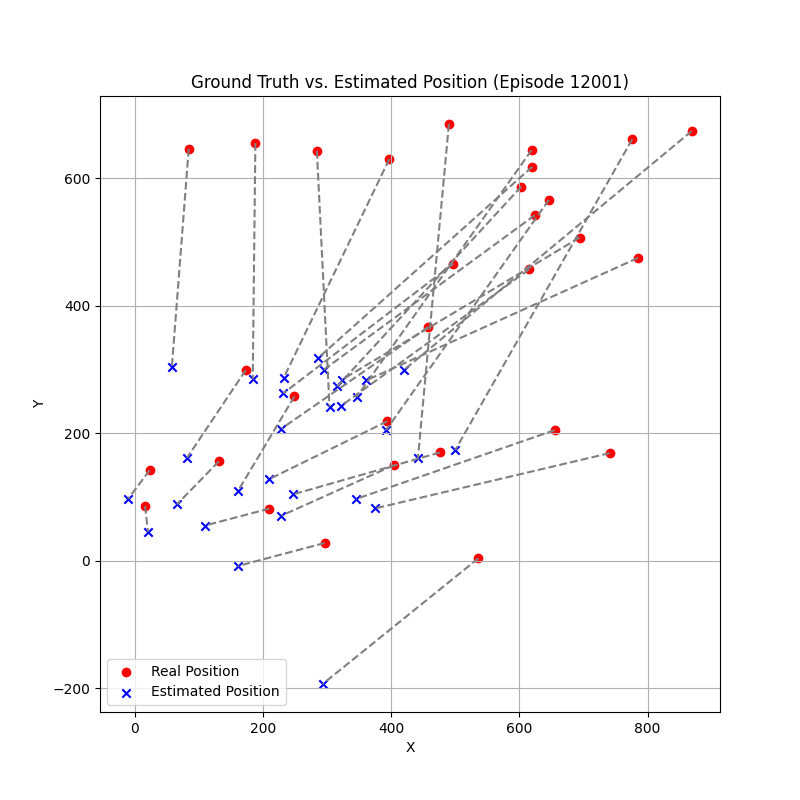 Ground Truth vs. Estimated Position (Episode 12001)
Y
600
400
200
0
−200
Real Position
Estimated Position
0 200 400 600 800
X